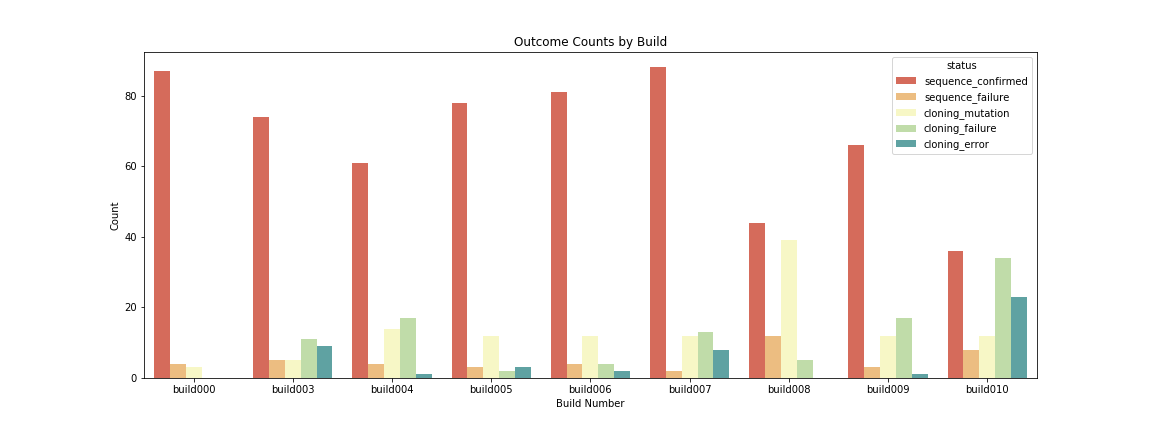 Outcome Counts by Build
status
sequence_confirmed
sequence_failure
cloning_mutation
cloning_failure
cloning_error
Count
80
60
40
20
0
build000 build003 build004 build005 build006 build007 build008 build009 build010
Build Number